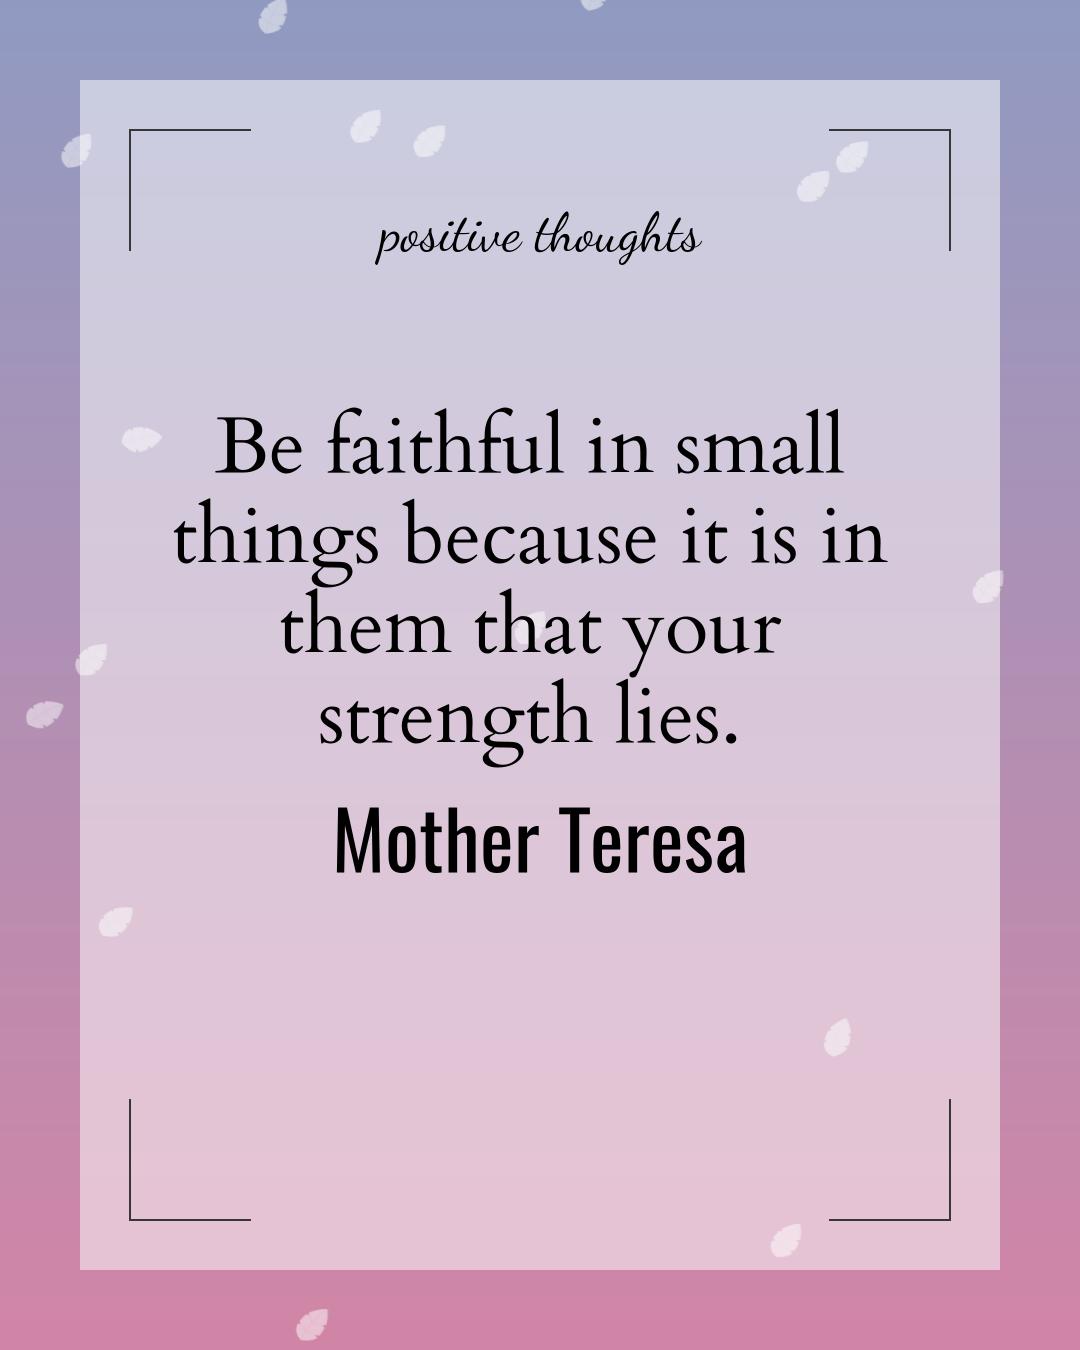 positive thoughts
Be faithful in small
things because it is in
them that your
strength lies.
Mother Teresa